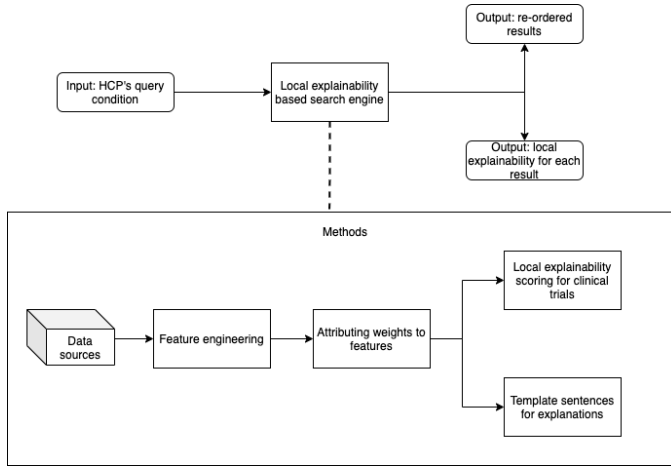 Output: re-ordered
results
Input: HCP's query
condition
Local explainability
based search engine
Output: local
explainability for each
result
Methods
Data
sources
Feature engineering
Attributing weights to
features
Local explainability
scoring for clinical
trials
Template sentences
for explanations